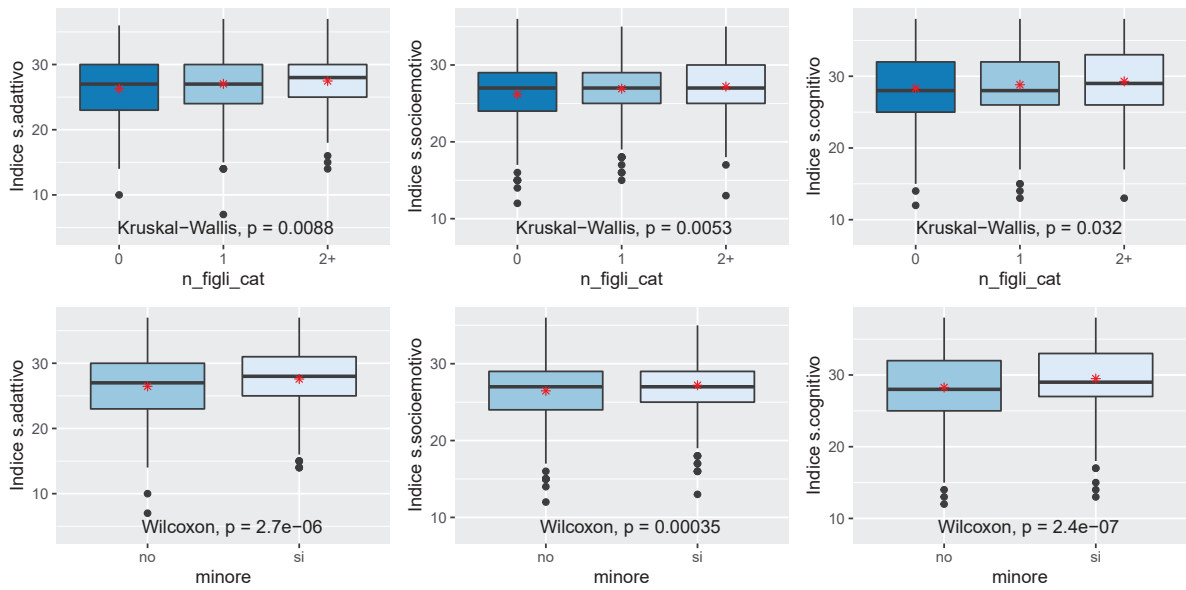 Indice s.adattivo
30
20
10
Kruskal−Wallis, p = 0.0088
0 1 2+
n_figli_cat
Indice s.socioemotivo
30
20
10
Kruskal−Wallis, p = 0.0053
0 1 2+
n_figli_cat
Indice s.cognitivo
30
20
10
Kruskal−Wallis, p = 0.032
0 1 2+
n_figli_cat
Indice s.adattivo
30
20
10
Wilcoxon, p = 2.7e−06
no si
minore
Indice s.socioemotivo
30
20
10
Wilcoxon, p = 0.00035
no si
minore
Indice s.cognitivo
30
20
10
Wilcoxon, p = 2.4e−07
no si
minore